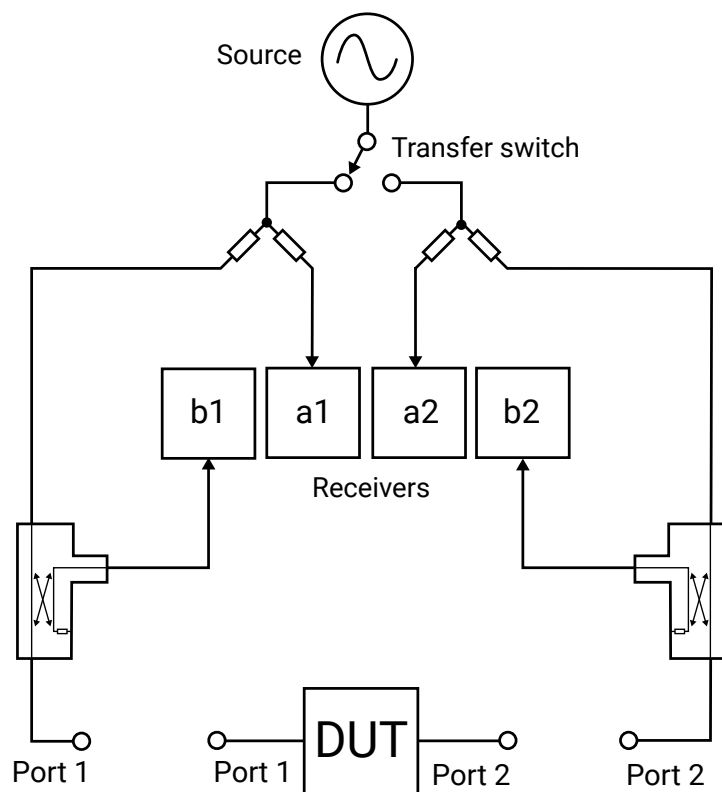 Source
Transfer switch
b1
a1
a2
b2
Receivers
DUT
Port 1
Port 1
Port 2
Port 2